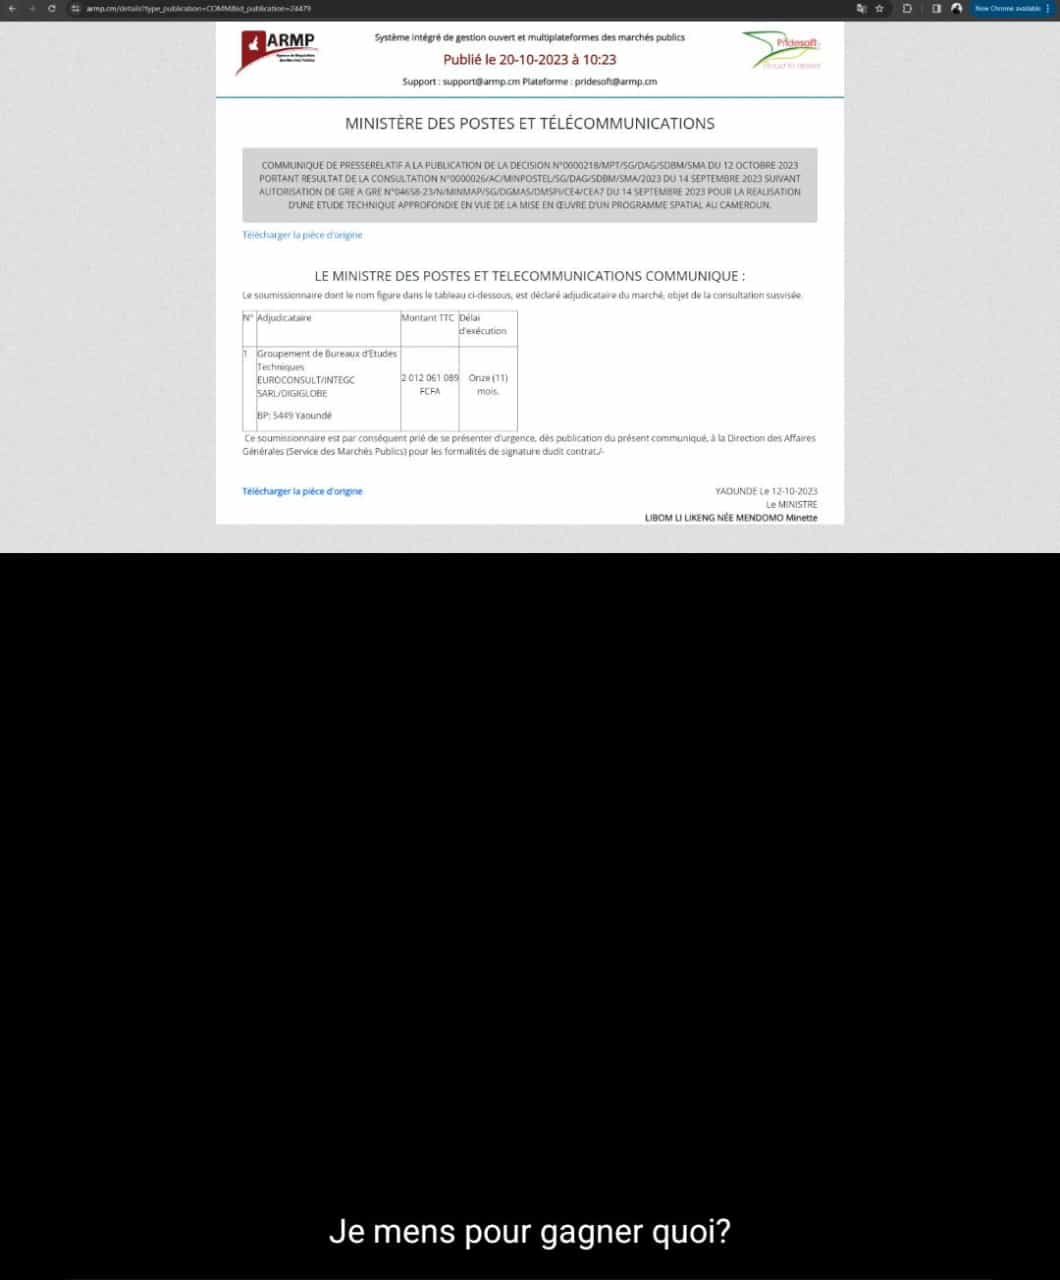 armp.cm/details?type_publication=COMM&id_publication=24479
New Chrome available
ARMP
Système intégré de gestion ouvert et multiplateformes des marchés publics
Publié le 20-10-2023 à 10:23
Support : support@armp.cm Plateforme : pridesoft@armp.cm
Pridesoft
MINISTÈRE DES POSTES ET TÉLÉCOMMUNICATIONS
COMMUNIQUE DE PRESSERELATIF A LA PUBLICATION DE LA DECISION N°0000218/MPT/SG/DAG/SDBM/SMA DU 12 OCTOBRE 2023
PORTANT RESULTAT DE LA CONSULTATION N°0000026/AC/MINPOSTEL/SG/DAG/SDBM/SMA/2023 DU 14 SEPTEMBRE 2023 SUIVANT
AUTORISATION DE GRE A GRE N°04658-23/N/MINMAP/SG/DGMAS/DMSPI/CE4/CEA7 DU 14 SEPTEMBRE 2023 POUR LA REALISATION
D'UNE ETUDE TECHNIQUE APPROFONDIE EN VUE DE LA MISE EN ŒUVRE D'UN PROGRAMME SPATIAL AU CAMEROUN.
Télécharger la pièce d'origine
LE MINISTRE DES POSTES ET TELECOMMUNICATIONS COMMUNIQUE :
Le soumissionnaire dont le nom figure dans le tableau ci-dessous, est déclaré adjudicataire du marché, objet de la consultation susvisée.
N° Adjudicataire Montant TTC Délai
d'exécution
1 Groupement de Bureaux d'Etudes
Techniques
EUROCONSULT/INTEGC
SARL/DIGIGLOBE
BP: 5449 Yaoundé
2 012 061 089
FCFA
Onze (11)
mois.
Ce soumissionnaire est par conséquent prié de se présenter d'urgence, dès publication du présent communiqué, à la Direction des Affaires
Générales (Service des Marchés Publics) pour les formalités de signature dudit contrat./-
Télécharger la pièce d'origine
YAOUNDE Le 12-10-2023
Le MINISTRE
LIBOM LI LIKENG NÉE MENDOMO Minette
Je mens pour gagner quoi?